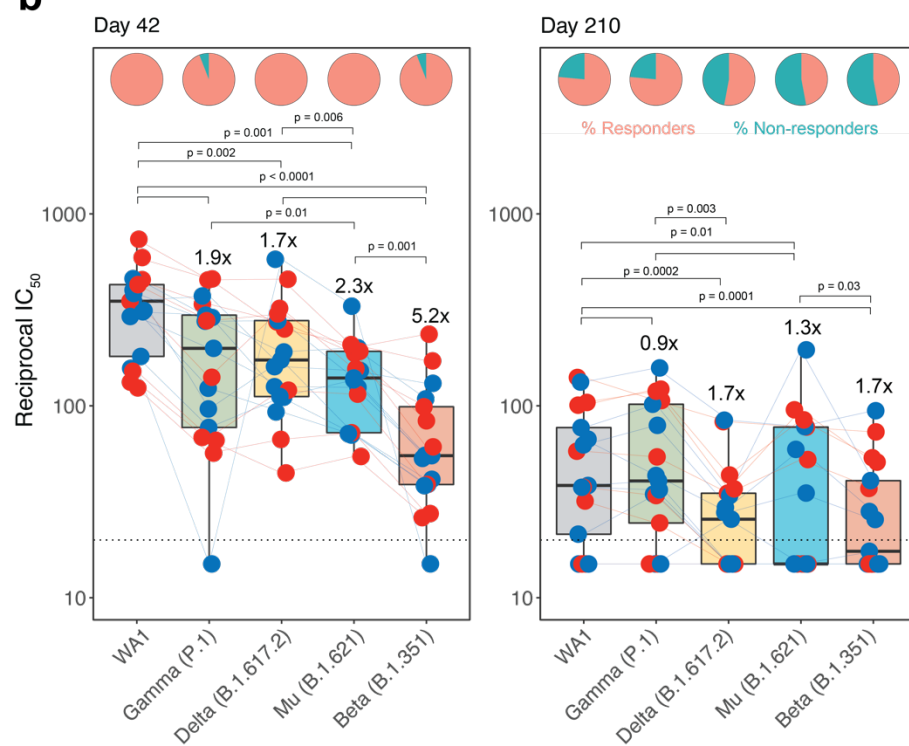 b
Day 42
p = 0.006
p = 0.001
p = 0.002
p < 0.0001
p = 0.01
p = 0.001
1.9x
1.7x
2.3x
5.2x
Reciprocal IC50
1000
100
10
WA1
Gamma (P.1)
Delta (B.1.617.2)
Mu (B.1.621)
Beta (B.1.351)
Day 210
% Responders % Non-responders
p = 0.003
p = 0.01
p = 0.0002
p = 0.03
p = 0.0001
0.9x
1.7x
1.3x
1.7x
1000
100
10
WA1
Gamma (P.1)
Delta (B.1.617.2)
Mu (B.1.621)
Beta (B.1.351)